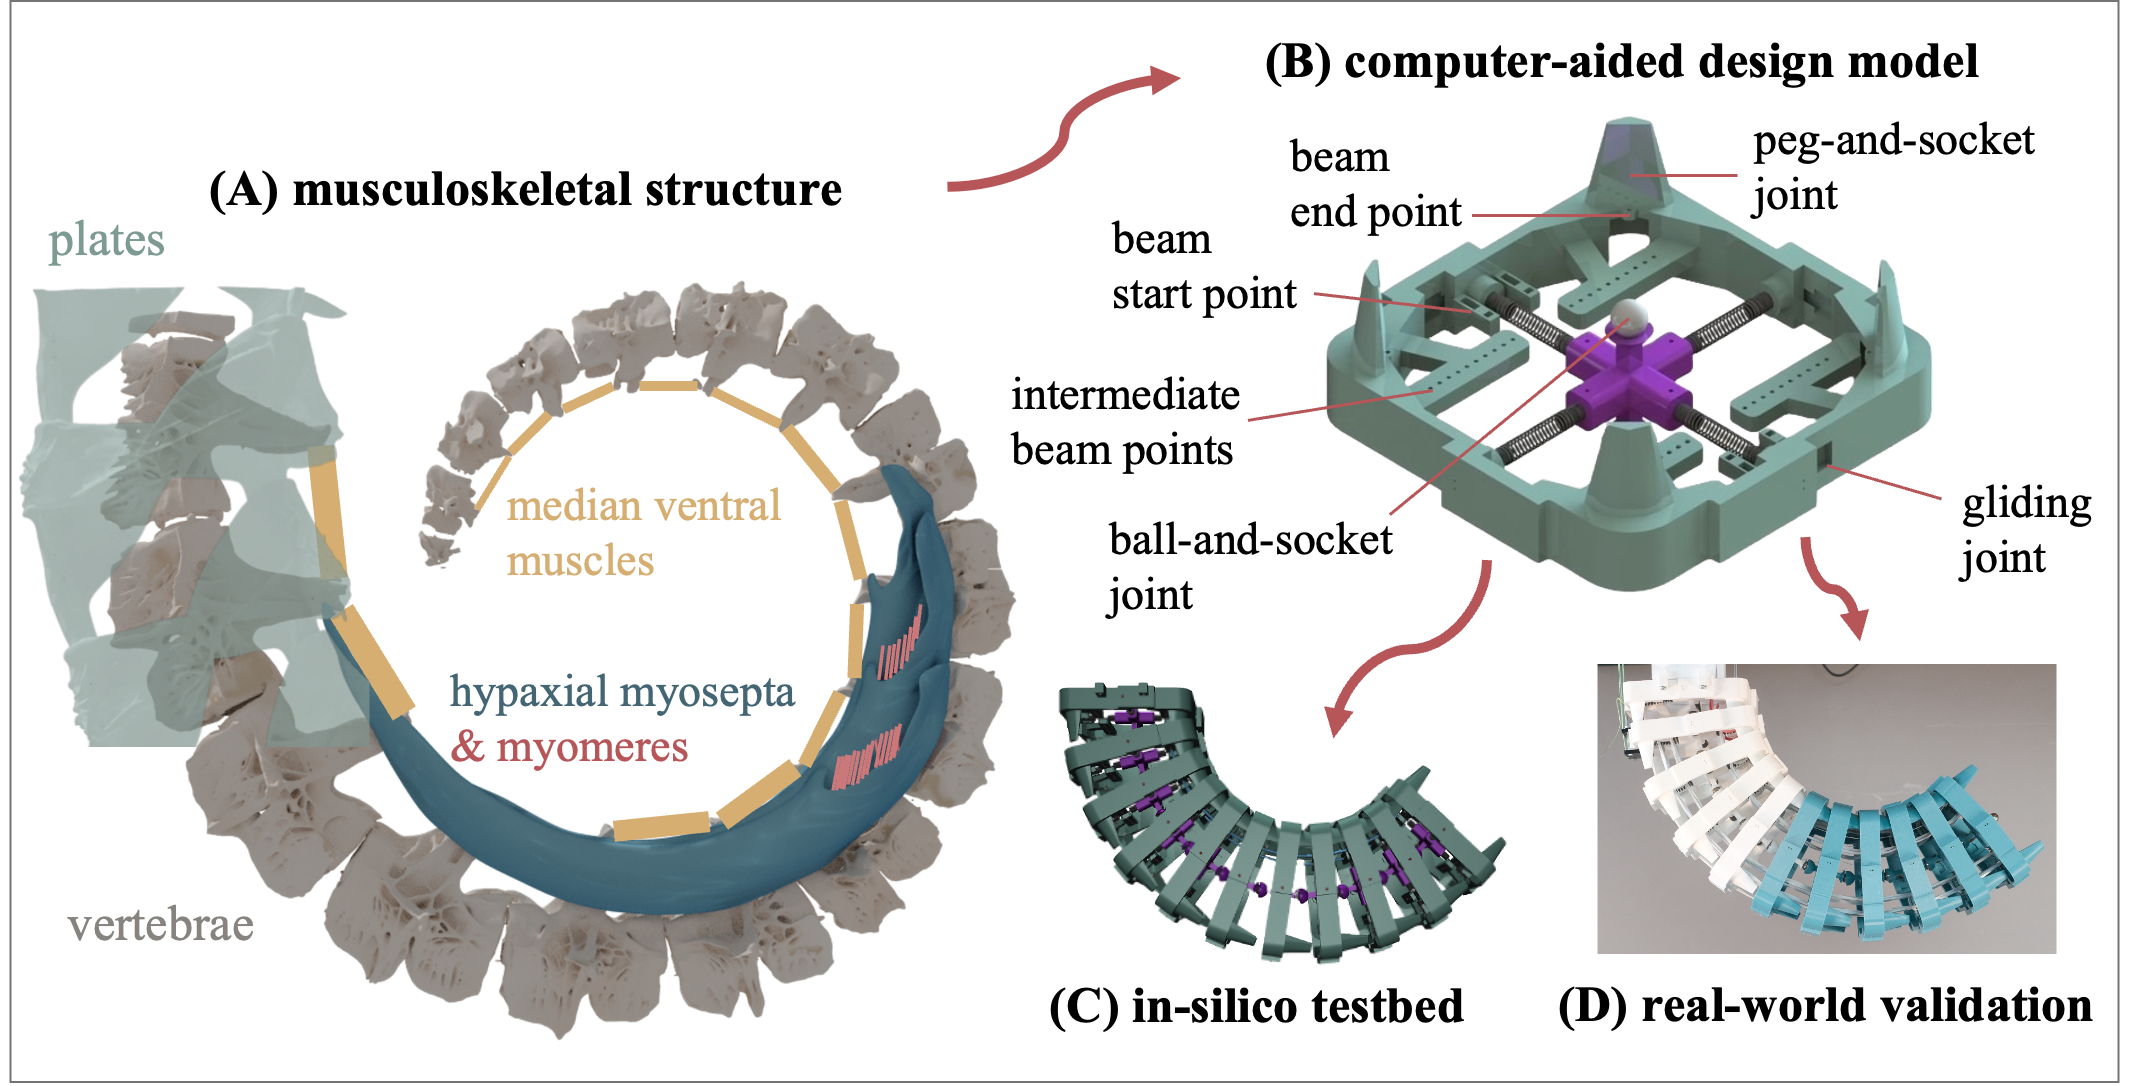 (A) musculoskeletal structure
plates
median ventral
muscles
hypaxial myosepta
& myomeres
vertebrae
(B) computer-aided design model
beam
end point
peg-and-socket
joint
beam
start point
intermediate
beam points
ball-and-socket
joint
gliding
joint
(C) in-silico testbed
(D) real-world validation